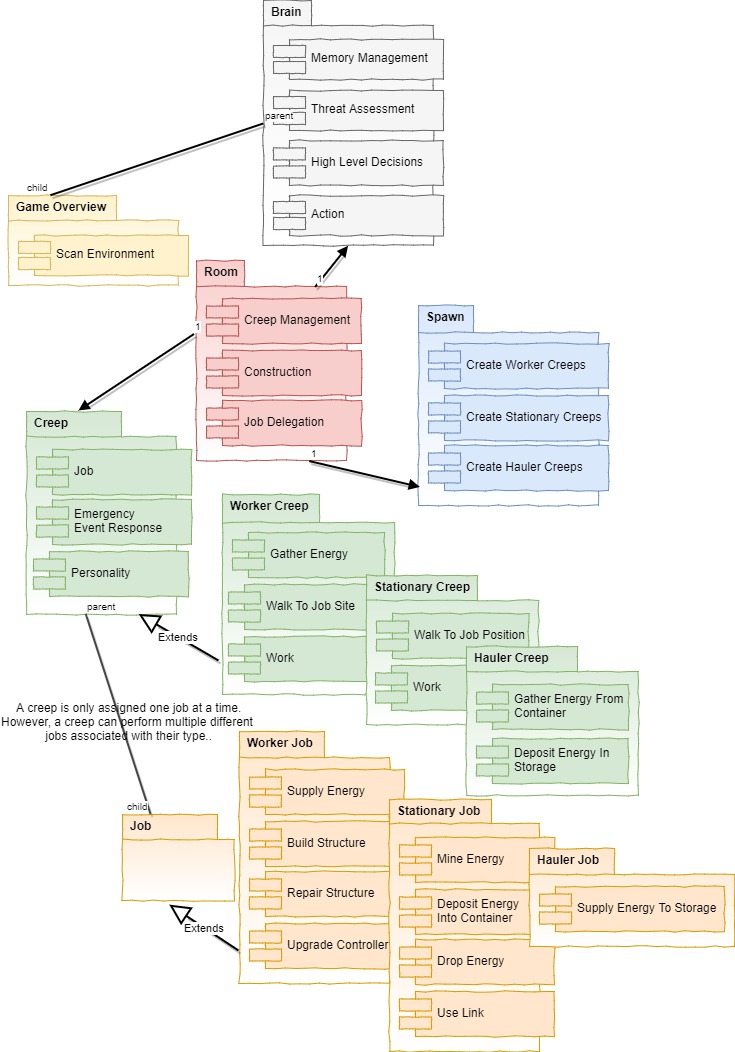 Brain
Memory Management
Threat Assessment
parent
High Level Decisions
Action
child
Game Overview
Scan Environment
Room
1
Creep Management
1
Construction
Job Delegation
1
Spawn
Create Worker Creeps
Create Stationary Creeps
Create Hauler Creeps
Creep
Job
Emergency
Event Response
Personality
parent
Extends
Worker Creep
Gather Energy
Walk To Job Site
Work
Stationary Creep
Walk To Job Position
Work
Hauler Creep
Gather Energy From
Container
Deposit Energy In
Storage
A creep is only assigned one job at a time.
However, a creep can perform multiple different
jobs associated with their type..
child
Job
Extends
Worker Job
Supply Energy
Build Structure
Repair Structure
Upgrade Controller
Stationary Job
Mine Energy
Deposit Energy
Into Container
Drop Energy
Use Link
Hauler Job
Supply Energy To Storage